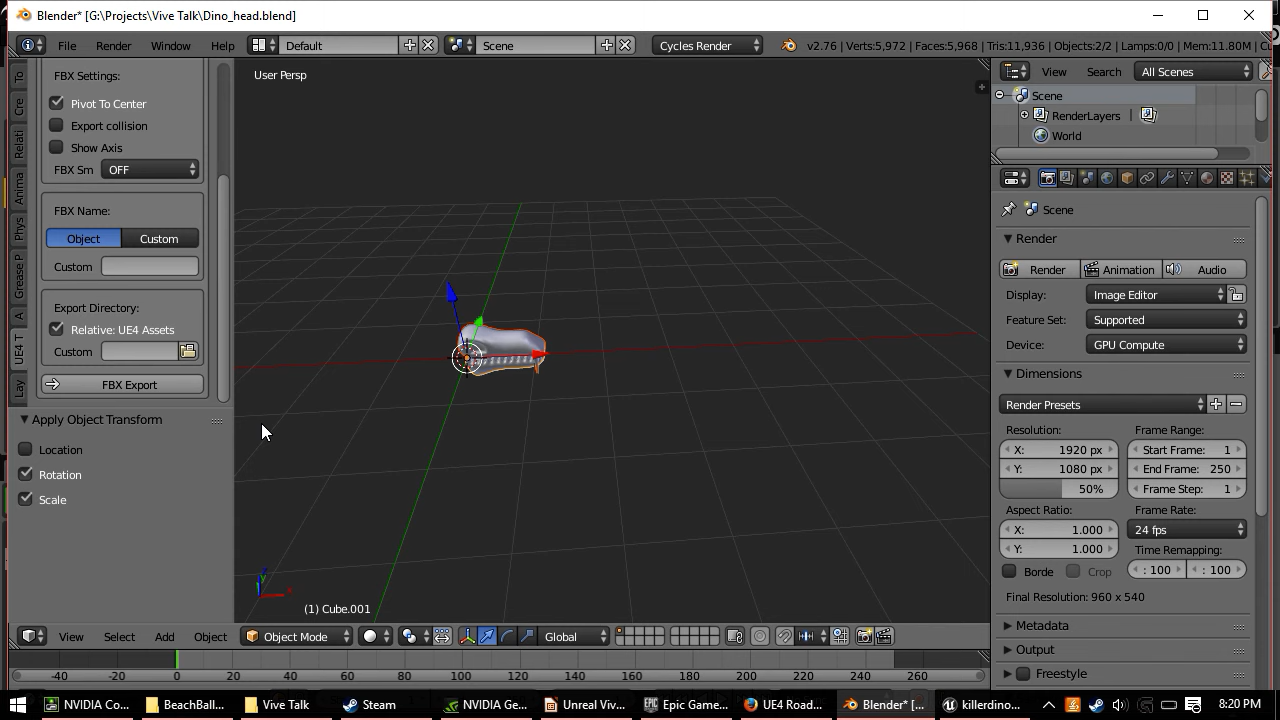 Blender* [G:\Projects\Vive Talk\Dino_head.blend]
File Render Window Help Default Scene Cycles Render v2.76 | Verts:5,972 | Faces:5,968 | Tris:11,936 | Objects:2/2 | Lamps:0/0 | Mem:11.80M | Cu
To
Cre
Relati
Anima
Phys
Grease P
A
UE4 T
Lay
FBX Settings:
Pivot To Center
Export collision
Show Axis
FBX Sm OFF
FBX Name:
Object Custom
Custom
Export Directory:
Relative: UE4 Assets
Custom
FBX Export
Apply Object Transform
Location
Rotation
Scale
User Persp
(1) Cube.001
View Select Add Object Object Mode Global
-40 -20 0 20 40 60 80 100 120 140 160 180 200 220 240 260
View Search All Scenes
Scene
RenderLayers
World
Scene
Render
Render Animation Audio
Display: Image Editor
Feature Set: Supported
Device: GPU Compute
Dimensions
Render Presets
Resolution: Frame Range:
X: 1920 px Start Frame: 1
Y: 1080 px End Frame: 250
50% Frame Step: 1
Aspect Ratio: Frame Rate:
X: 1.000 24 fps
Y: 1.000 Time Remapping:
Borde Crop : 100 : 100
Final Resolution: 960 x 540
Metadata
Output
Freestyle
NVIDIA Co... BeachBall... Vive Talk Steam NVIDIA Ge... Unreal Viv... Epic Game... UE4 Road... Blender* [... killerdino... 8:20 PM